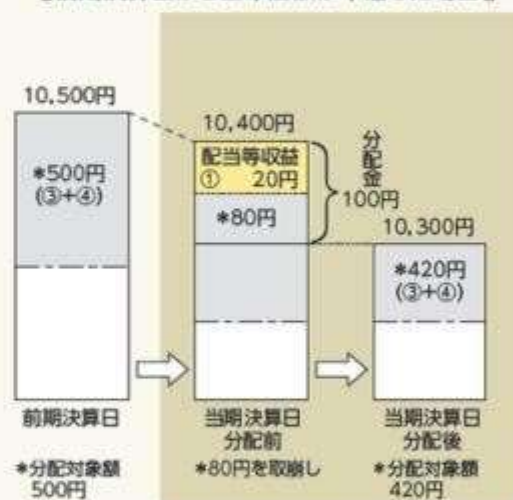 10,500円
*500円
(③+④)
前期決算日
*分配対象額
500円
10,400円
配当等収益
① 20円
*80円
分配金
100円
当期決算日
分配前
*80円を取崩し
10,300円
*420円
(③+④)
当期決算日
分配後
*分配対象額
420円